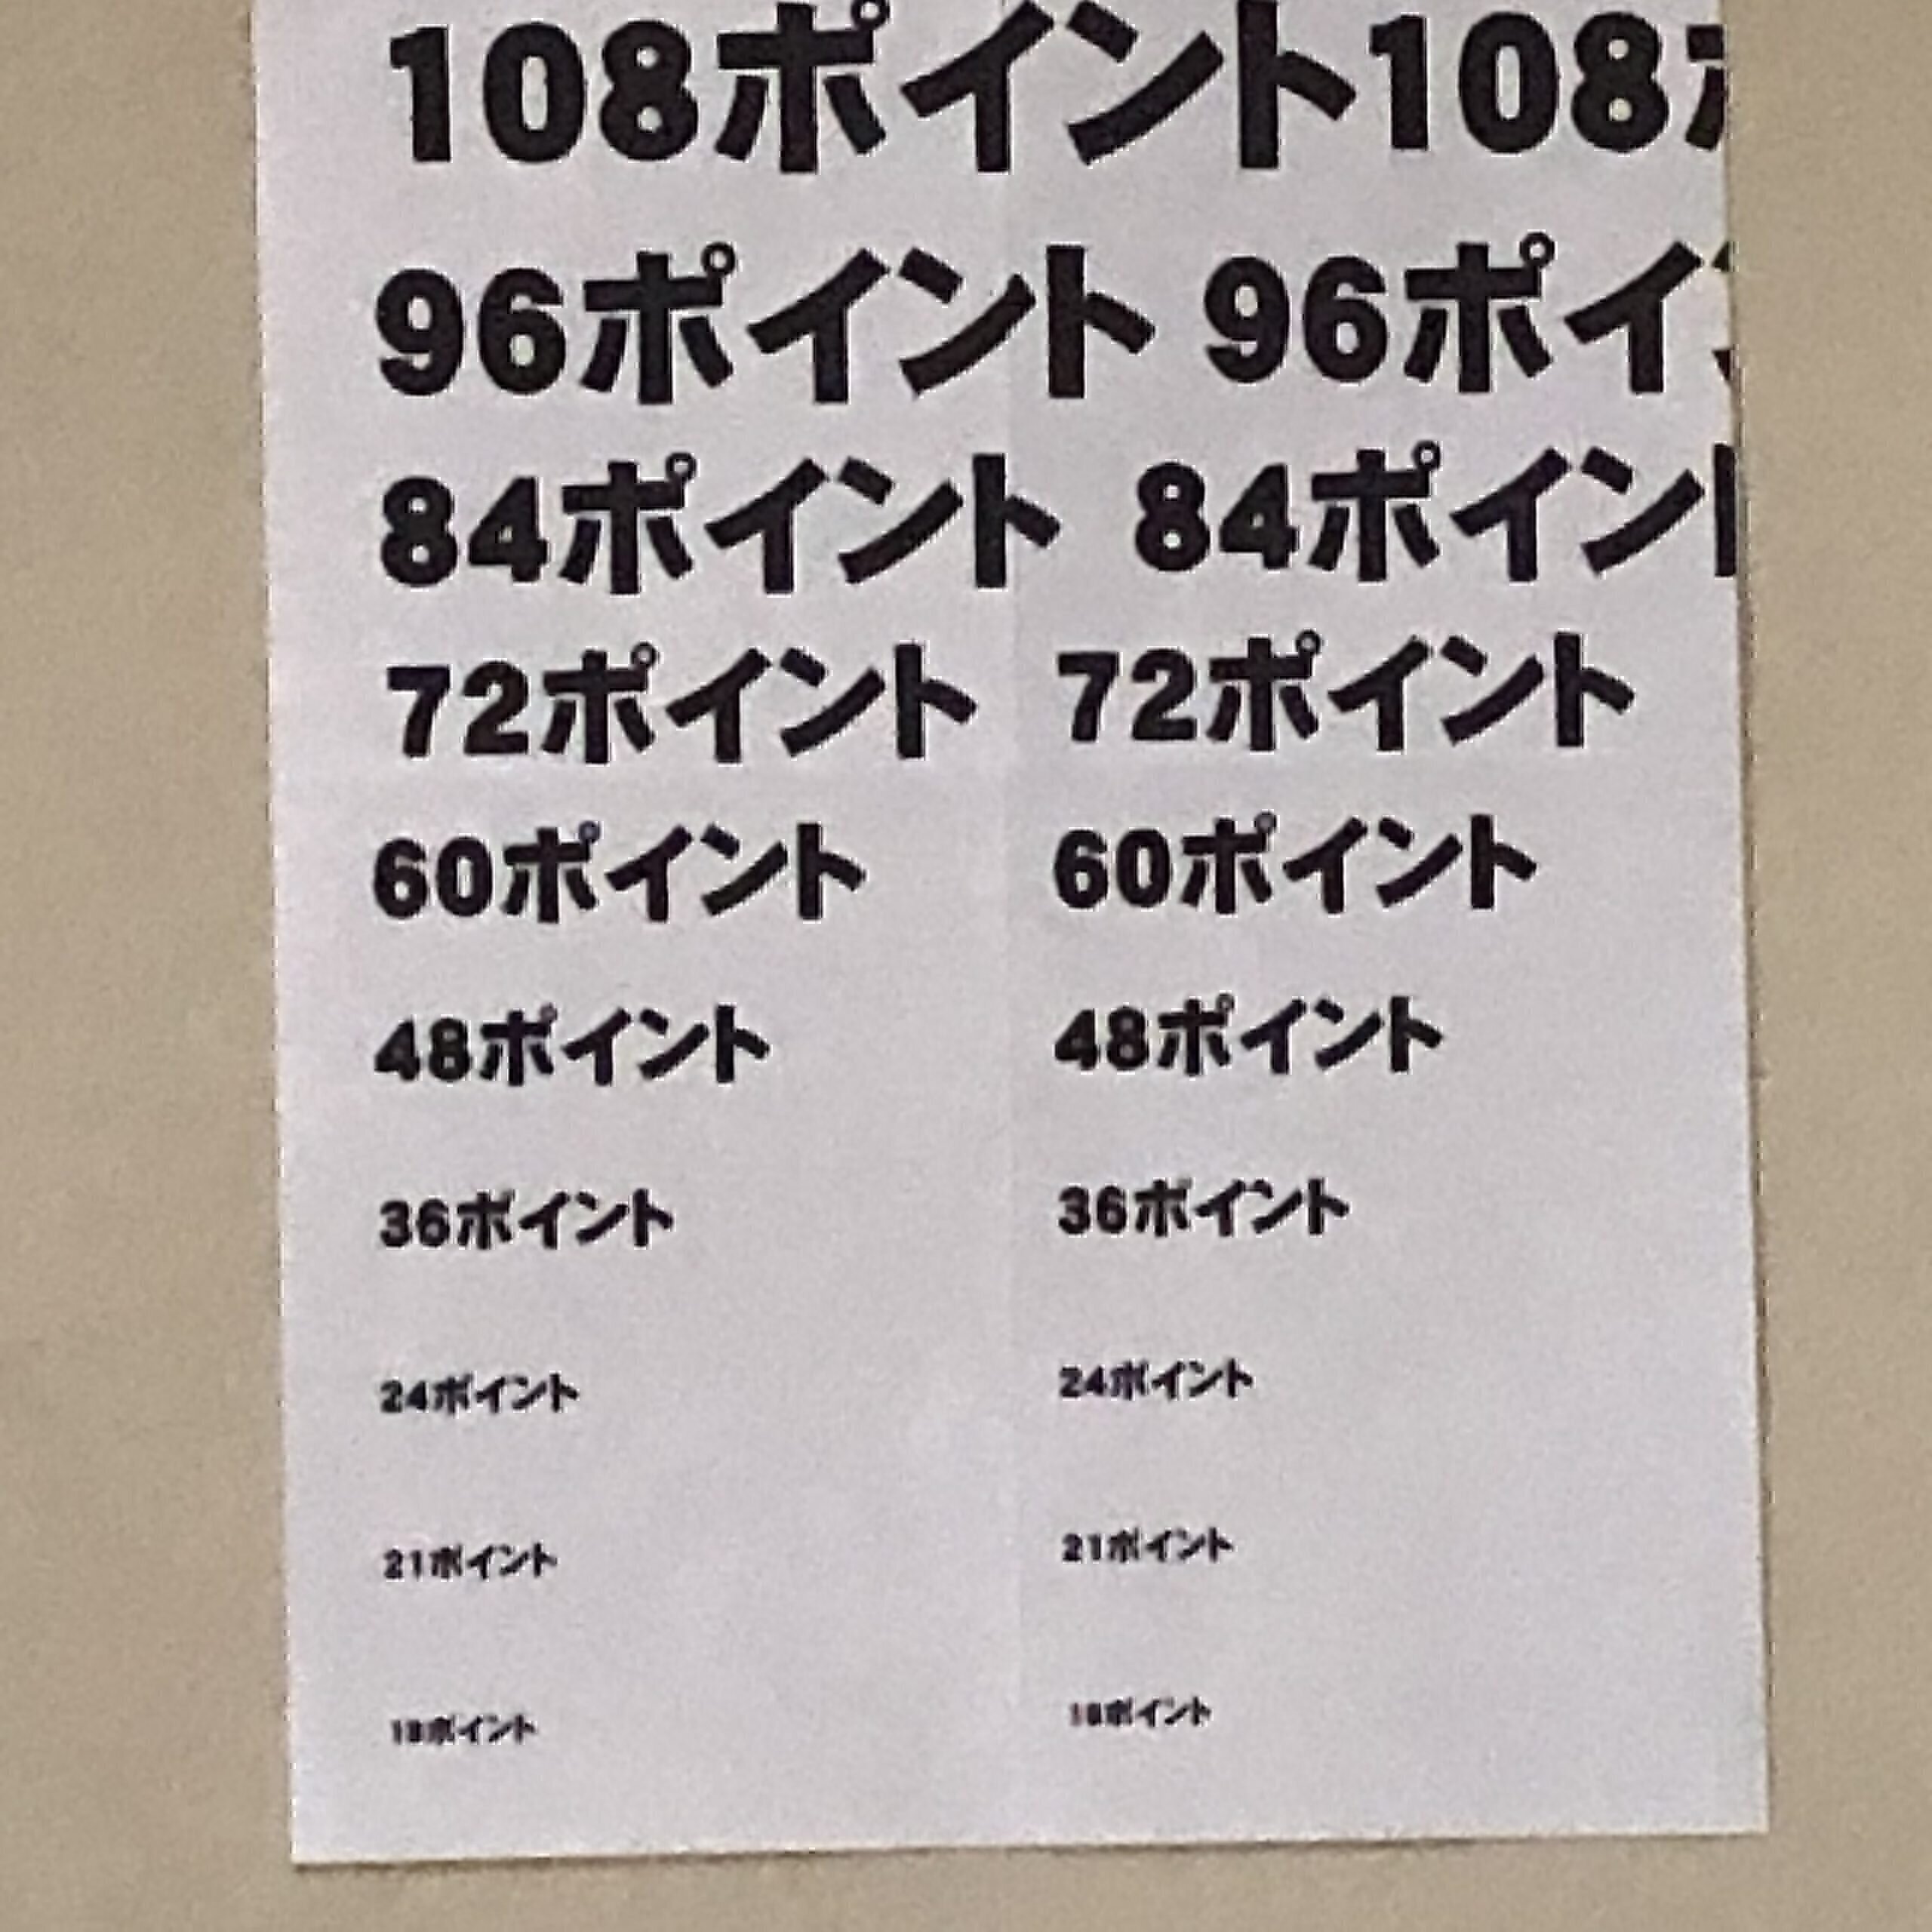 108ポイント108
96ポイント 96ポイ
84ポイント 84ポイン
72ポイント 72ポイント
60ポイント 60ポイント
48ポイント 48ポイント
36ポイント 36ポイント
24ポイント 24ポイント
21ポイント 21ポイント
18ポイント 18ポイント